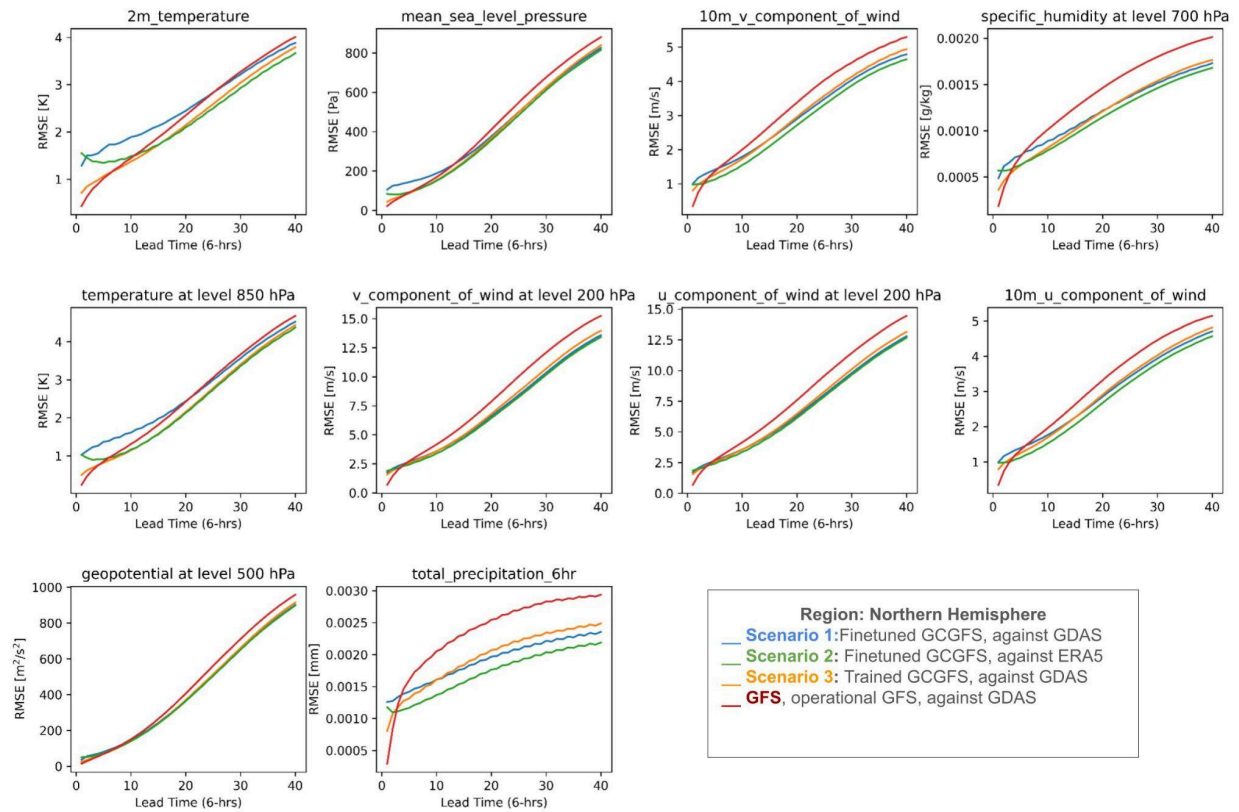 2m_temperature
RMSE [K]
4
3
2
1
0 10 20 30 40
Lead Time (6-hrs)
mean_sea_level_pressure
RMSE [Pa]
800
600
400
200
0
0 10 20 30 40
Lead Time (6-hrs)
10m_v_component_of_wind
RMSE [m/s]
5
4
3
2
1
0 10 20 30 40
Lead Time (6-hrs)
specific_humidity at level 700 hPa
RMSE [g/kg]
0.0020
0.0015
0.0010
0.0005
0 10 20 30 40
Lead Time (6-hrs)
temperature at level 850 hPa
RMSE [K]
4
3
2
1
0 10 20 30 40
Lead Time (6-hrs)
v_component_of_wind at level 200 hPa
RMSE [m/s]
15.0
12.5
10.0
7.5
5.0
2.5
0.0
0 10 20 30 40
Lead Time (6-hrs)
u_component_of_wind at level 200 hPa
RMSE [m/s]
15.0
12.5
10.0
7.5
5.0
2.5
0.0
0 10 20 30 40
Lead Time (6-hrs)
10m_u_component_of_wind
RMSE [m/s]
5
4
3
2
1
0 10 20 30 40
Lead Time (6-hrs)
geopotential at level 500 hPa
RMSE [m²/s²]
1000
800
600
400
200
0
0 10 20 30 40
Lead Time (6-hrs)
total_precipitation_6hr
RMSE [mm]
0.0030
0.0025
0.0020
0.0015
0.0010
0.0005
0 10 20 30 40
Lead Time (6-hrs)
Region: Northern Hemisphere
Scenario 1:Finetuned GCGFS, against GDAS
Scenario 2: Finetuned GCGFS, against ERA5
Scenario 3: Trained GCGFS, against GDAS
GFS, operational GFS, against GDAS